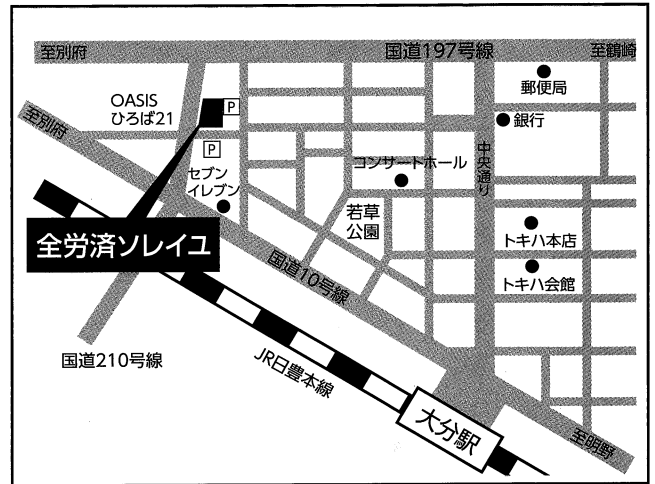 至別府
国道197号線
至鶴崎
郵便局
OASIS
ひろば21
P
至別府
銀行
P
中央通り
セブン
イレブン
コンサートホール
若草
公園
トキハ本店
全労済ソレイユ
国道10号線
トキハ会館
国道210号線
JR日豊本線
大分駅
至明野